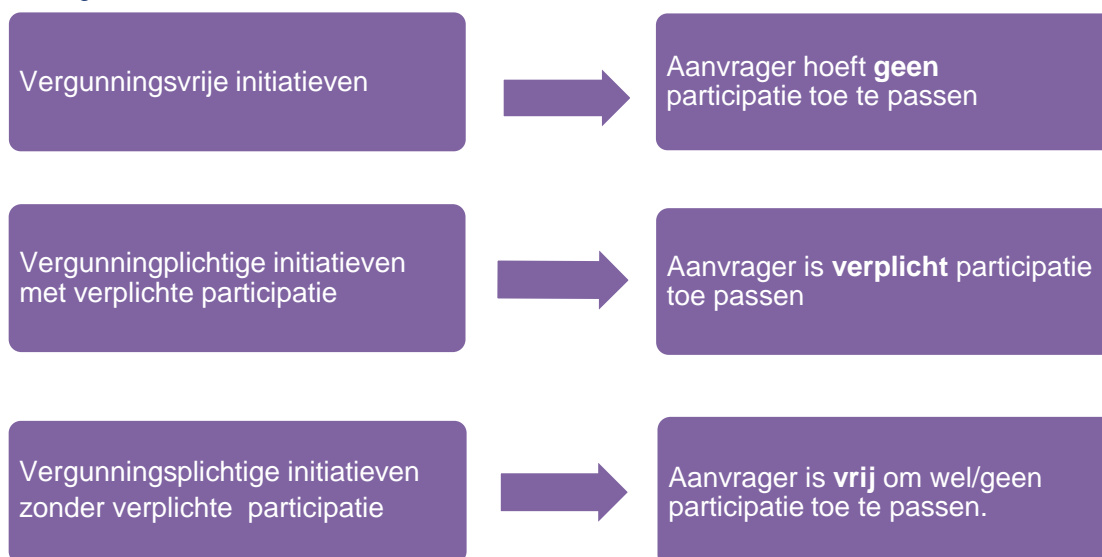 Vergunningsvrije initiatieven
Aanvrager hoeft geen
participatie toe te passen
Vergunningplichtige initiatieven
met verplichte participatie
Aanvrager is verplicht participatie
toe passen
Vergunningsplichtige initiatieven
zonder verplichte participatie
Aanvrager is vrij om wel/geen
participatie toe te passen.